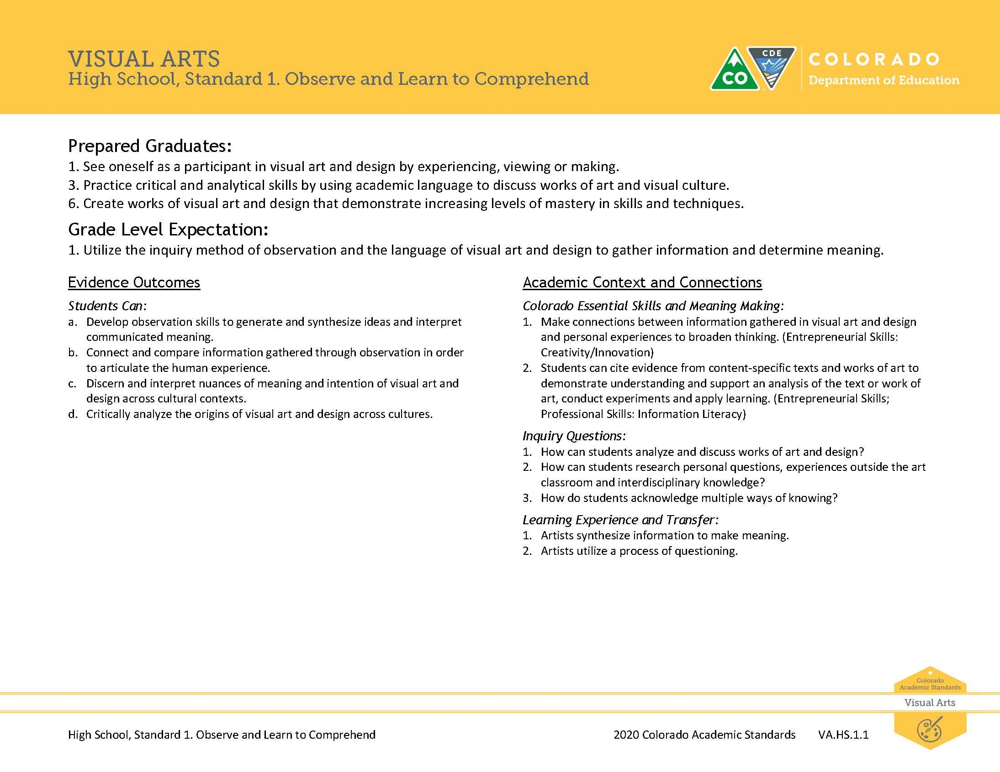 VISUAL ARTS
High School, Standard 1. Observe and Learn to Comprehend
CO
CDE
COLORADO
Department of Education
Prepared Graduates:
1. See oneself as a participant in visual art and design by experiencing, viewing or making.
3. Practice critical and analytical skills by using academic language to discuss works of art and visual culture.
6. Create works of visual art and design that demonstrate increasing levels of mastery in skills and techniques.
Grade Level Expectation:
1. Utilize the inquiry method of observation and the language of visual art and design to gather information and determine meaning.
Evidence Outcomes
Students Can:
a. Develop observation skills to generate and synthesize ideas and interpret
communicated meaning.
b. Connect and compare information gathered through observation in order
to articulate the human experience.
c. Discern and interpret nuances of meaning and intention of visual art and
design across cultural contexts.
d. Critically analyze the origins of visual art and design across cultures.
Academic Context and Connections
Colorado Essential Skills and Meaning Making:
1. Make connections between information gathered in visual art and design
and personal experiences to broaden thinking. (Entrepreneurial Skills:
Creativity/Innovation)
2. Students can cite evidence from content-specific texts and works of art to
demonstrate understanding and support an analysis of the text or work of
art, conduct experiments and apply learning. (Entrepreneurial Skills;
Professional Skills: Information Literacy)
Inquiry Questions:
1. How can students analyze and discuss works of art and design?
2. How can students research personal questions, experiences outside the art
classroom and interdisciplinary knowledge?
3. How do students acknowledge multiple ways of knowing?
Learning Experience and Transfer:
1. Artists synthesize information to make meaning.
2. Artists utilize a process of questioning.
Colorado
Academic Standards
Visual Arts
High School, Standard 1. Observe and Learn to Comprehend
2020 Colorado Academic Standards VA.HS.1.1